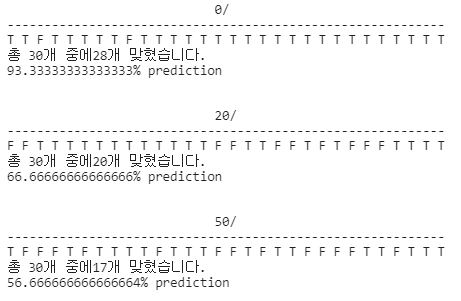 0/
-----------------------------------------------------------
T T F T T T T T F T T T T T T T T T T T T T T T T T T T T T
총 30개 중에28개 맞혔습니다.
93.33333333333333% prediction
20/
-----------------------------------------------------------
F F T T T T T T T T T T T T F F T T F F T F T F F F T T T T
총 30개 중에20개 맞혔습니다.
66.66666666666666% prediction
50/
-----------------------------------------------------------
T F F F T F T T T T F T T T F F T F T T F F F F T T F T T T
총 30개 중에17개 맞혔습니다.
56.666666666666664% prediction